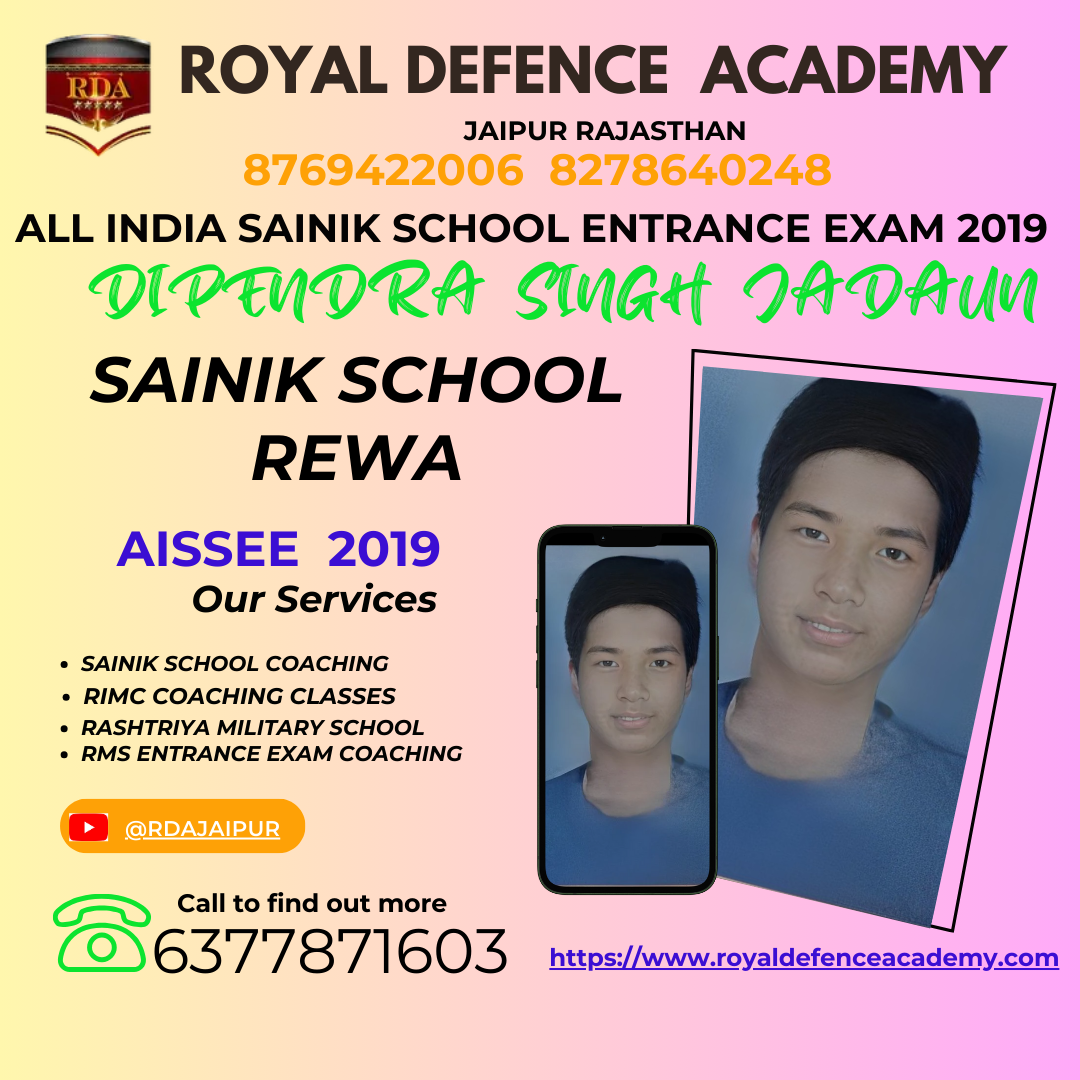 RDA
ROYAL DEFENCE ACADEMY
JAIPUR RAJASTHAN
8769422006 8278640248
ALL INDIA SAINIK SCHOOL ENTRANCE EXAM 2019
DIPENDRA SINGH JADAUN
SAINIK SCHOOL
REWA
AISSEE 2019
Our Services
• SAINIK SCHOOL COACHING
• RIMC COACHING CLASSES
• RASHTRIYA MILITARY SCHOOL
• RMS ENTRANCE EXAM COACHING
@RDAJAIPUR
Call to find out more
6377871603
https://www.royaldefenceacademy.com